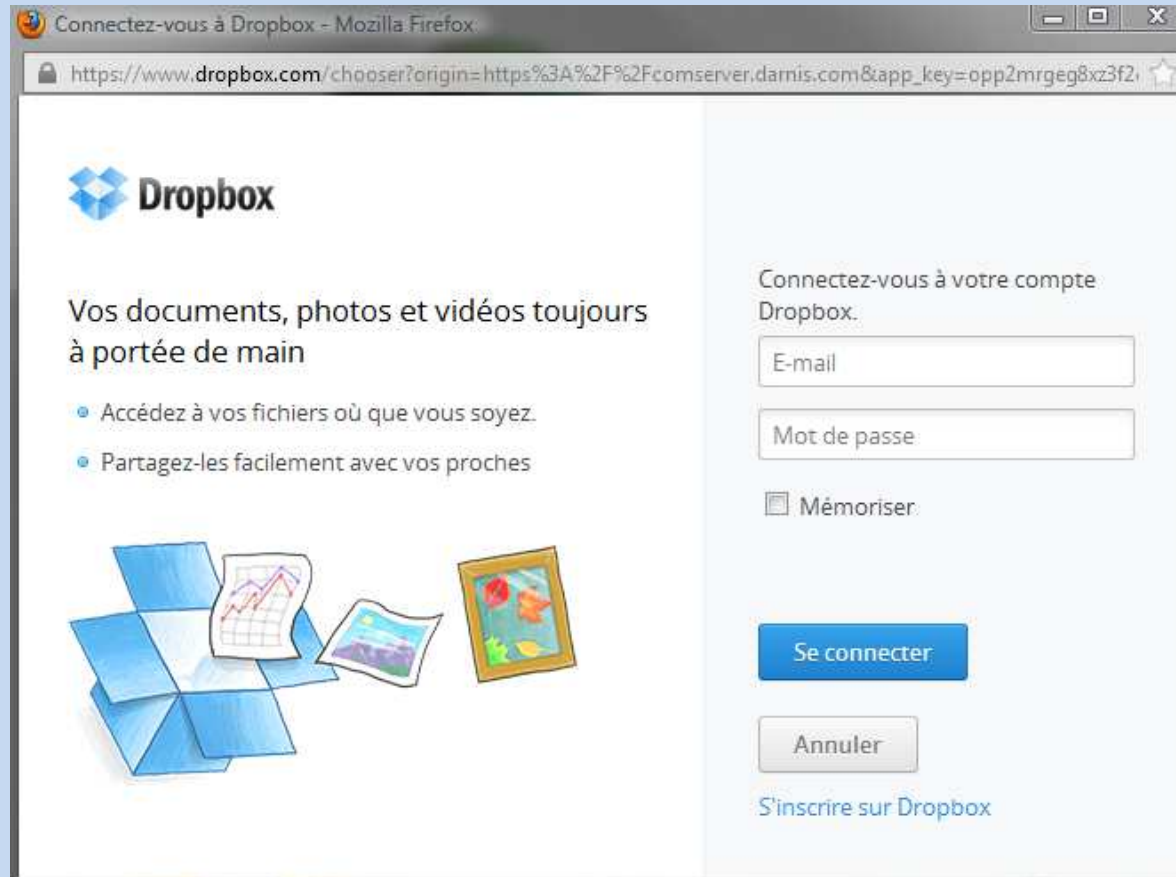 Connectez-vous à Dropbox - Mozilla Firefox
https://www.dropbox.com/chooser?origin=https%3A%2F%2Fcomserver.darnis.com&app_key=opp2mrgeg8xz3f2
Dropbox
Vos documents, photos et vidéos toujours
à portée de main
Accédez à vos fichiers où que vous soyez.
Partagez-les facilement avec vos proches
Connectez-vous à votre compte
Dropbox.
E-mail
Mot de passe
Mémoriser
Se connecter
Annuler
S'inscrire sur Dropbox